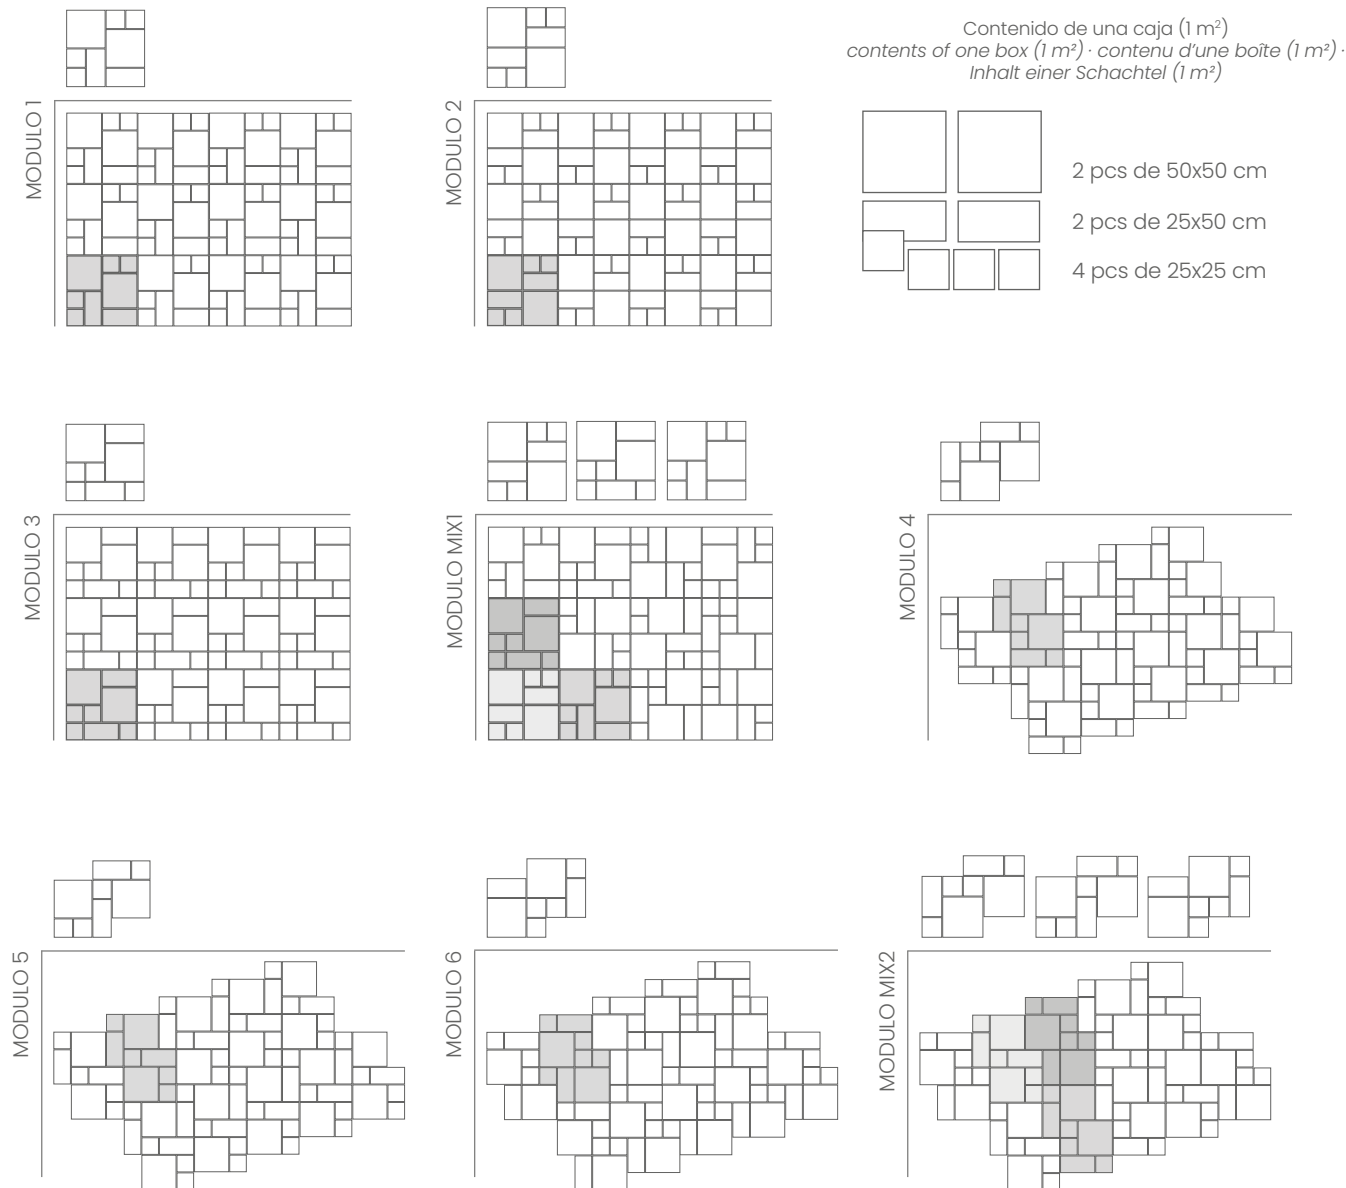 MODULO 1
MODULO 2
Contenido de una caja (1 m²)
contents of one box (1 m²) · contenu d’une boîte (1 m²) ·
Inhalt einer Schachtel (1 m²)
2 pcs de 50x50 cm
2 pcs de 25x50 cm
4 pcs de 25x25 cm
MODULO 3
MODULO MIX1
MODULO 4
MODULO 5
MODULO 6
MODULO MIX2